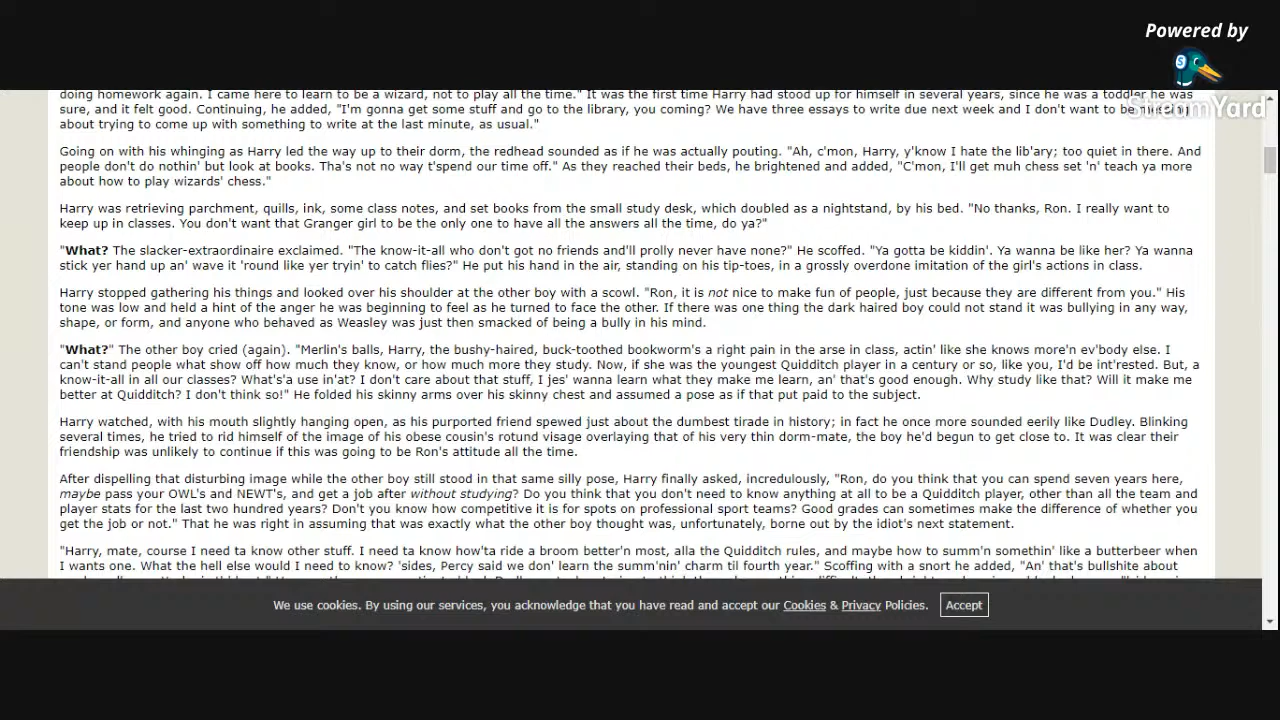 Powered by
StreamYard
doing homework again. I came here to learn to be a wizard, not to play all the time." It was the first time Harry had stood up for himself in several years, since he was a toddler he was
sure, and it felt good. Continuing, he added, "I'm gonna get some stuff and go to the library, you coming? We have three essays to write due next week and I don't want to be messing
about trying to come up with something to write at the last minute, as usual."
Going on with his whinging as Harry led the way up to their dorm, the redhead sounded as if he was actually pouting. "Ah, c'mon, Harry, y'know I hate the lib'ary; too quiet in there. And
people don't do nothin' but look at books. Tha's not no way t'spend our time off." As they reached their beds, he brightened and added, "C'mon, I'll get muh chess set 'n' teach ya more
about how to play wizards' chess."
Harry was retrieving parchment, quills, ink, some class notes, and set books from the small study desk, which doubled as a nightstand, by his bed. "No thanks, Ron. I really want to
keep up in classes. You don't want that Granger girl to be the only one to have all the answers all the time, do ya?"
"What? The slacker-extraordinaire exclaimed. "The know-it-all who don't got no friends and'll prolly never have none?" He scoffed. "Ya gotta be kiddin'. Ya wanna be like her? Ya wanna
stick yer hand up an' wave it 'round like yer tryin' to catch flies?" He put his hand in the air, standing on his tip-toes, in a grossly overdone imitation of the girl's actions in class.
Harry stopped gathering his things and looked over his shoulder at the other boy with a scowl. "Ron, it is not nice to make fun of people, just because they are different from you." His
tone was low and held a hint of the anger he was beginning to feel as he turned to face the other. If there was one thing the dark haired boy could not stand it was bullying in any way,
shape, or form, and anyone who behaved as Weasley was just then smacked of being a bully in his mind.
"What?" The other boy cried (again). "Merlin's balls, Harry, the bushy-haired, buck-toothed bookworm's a right pain in the arse in class, actin' like she knows more'n ev'body else. I
can't stand people what show off how much they know, or how much more they study. Now, if she was the youngest Quidditch player in a century or so, like you, I'd be int'rested. But, a
know-it-all in all our classes? What's'a use in'at? I don't care about that stuff, I jes' wanna learn what they make me learn, an' that's good enough. Why study like that? Will it make me
better at Quidditch? I don't think so!" He folded his skinny arms over his skinny chest and assumed a pose as if that put paid to the subject.
Harry watched, with his mouth slightly hanging open, as his purported friend spewed just about the dumbest tirade in history; in fact he once more sounded eerily like Dudley. Blinking
several times, he tried to rid himself of the image of his obese cousin's rotund visage overlaying that of his very thin dorm-mate, the boy he'd begun to get close to. It was clear their
friendship was unlikely to continue if this was going to be Ron's attitude all the time.
After dispelling that disturbing image while the other boy still stood in that same silly pose, Harry finally asked, incredulously, "Ron, do you think that you can spend seven years here,
maybe pass your OWL's and NEWT's, and get a job after without studying? Do you think that you don't need to know anything at all to be a Quidditch player, other than all the team and
player stats for the last two hundred years? Don't you know how competitive it is for spots on professional sport teams? Good grades can sometimes make the difference of whether you
get the job or not." That he was right in assuming that was exactly what the other boy thought was, unfortunately, borne out by the idiot's next statement.
"Harry, mate, course I need ta know other stuff. I need ta know how'ta ride a broom better'n most, alla the Quidditch rules, and maybe how to summ'n somethin' like a butterbeer when
I wants one. What the hell else would I need to know? 'sides, Percy said we don' learn the summ'nin' charm til fourth year." Scoffing with a snort he added, "An' that's bullshite about
We use cookies. By using our services, you acknowledge that you have read and accept our Cookies & Privacy Policies. Accept